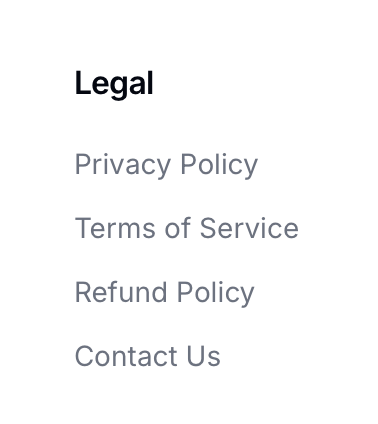 Legal
Privacy Policy
Terms of Service
Refund Policy
Contact Us